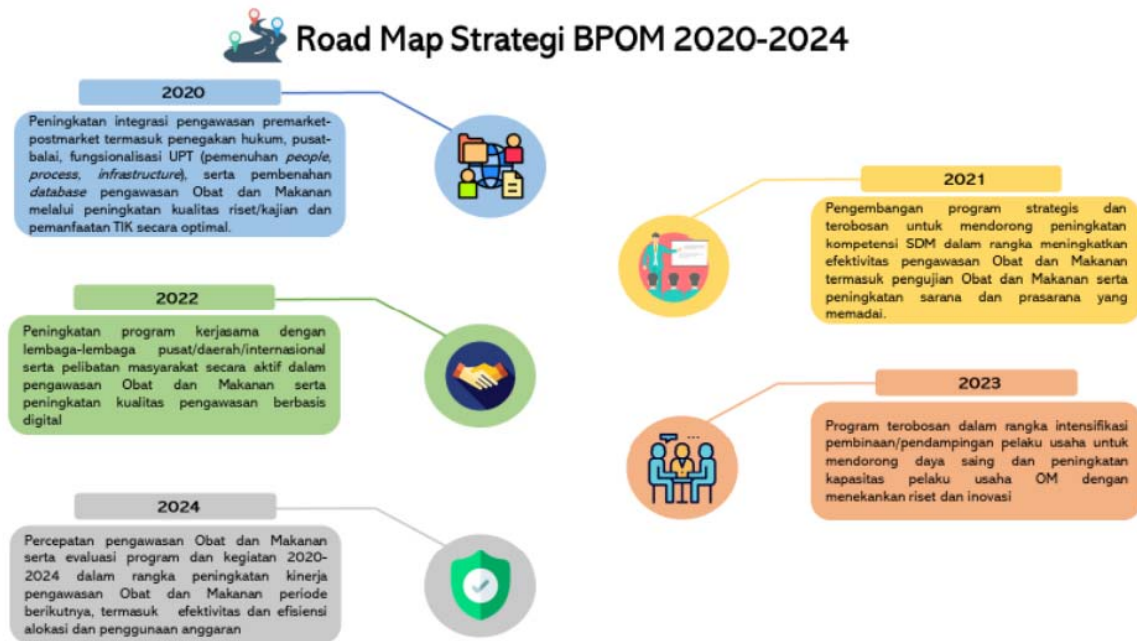 Road Map Strategi BPOM 2020-2024
2020
Peningkatan integrasi pengawasan premarket-
postmarket termasuk penegakan hukum, pusat-
balai, fungsionalisasi UPT (pemenuhan people,
process, infrastructure), serta pembenahan
database pengawasan Obat dan Makanan
melalui peningkatan kualitas riset/kajian dan
pemanfaatan TIK secara optimal.
2021
Pengembangan program strategis dan
terobosan untuk mendorong peningkatan
kompetensi SDM dalam rangka meningkatkan
efektivitas pengawasan Obat dan Makanan
termasuk pengujian Obat dan Makanan serta
peningkatan sarana dan prasarana yang
memadai.
2022
Peningkatan program kerjasama dengan
lembaga-lembaga pusat/daerah/internasional
serta pelibatan masyarakat secara aktif dalam
pengawasan Obat dan Makanan serta
peningkatan kualitas pengawasan berbasis
digital
2023
Program terobosan dalam rangka intensifikasi
pembinaan/pendampingan pelaku usaha untuk
mendorong daya saing dan peningkatan
kapasitas pelaku usaha OM dengan
menekankan riset dan inovasi
2024
Percepatan pengawasan Obat dan Makanan
serta evaluasi program dan kegiatan 2020-
2024 dalam rangka peningkatan kinerja
pengawasan Obat dan Makanan periode
berikutnya, termasuk efektivitas dan efisiensi
alokasi dan penggunaan anggaran